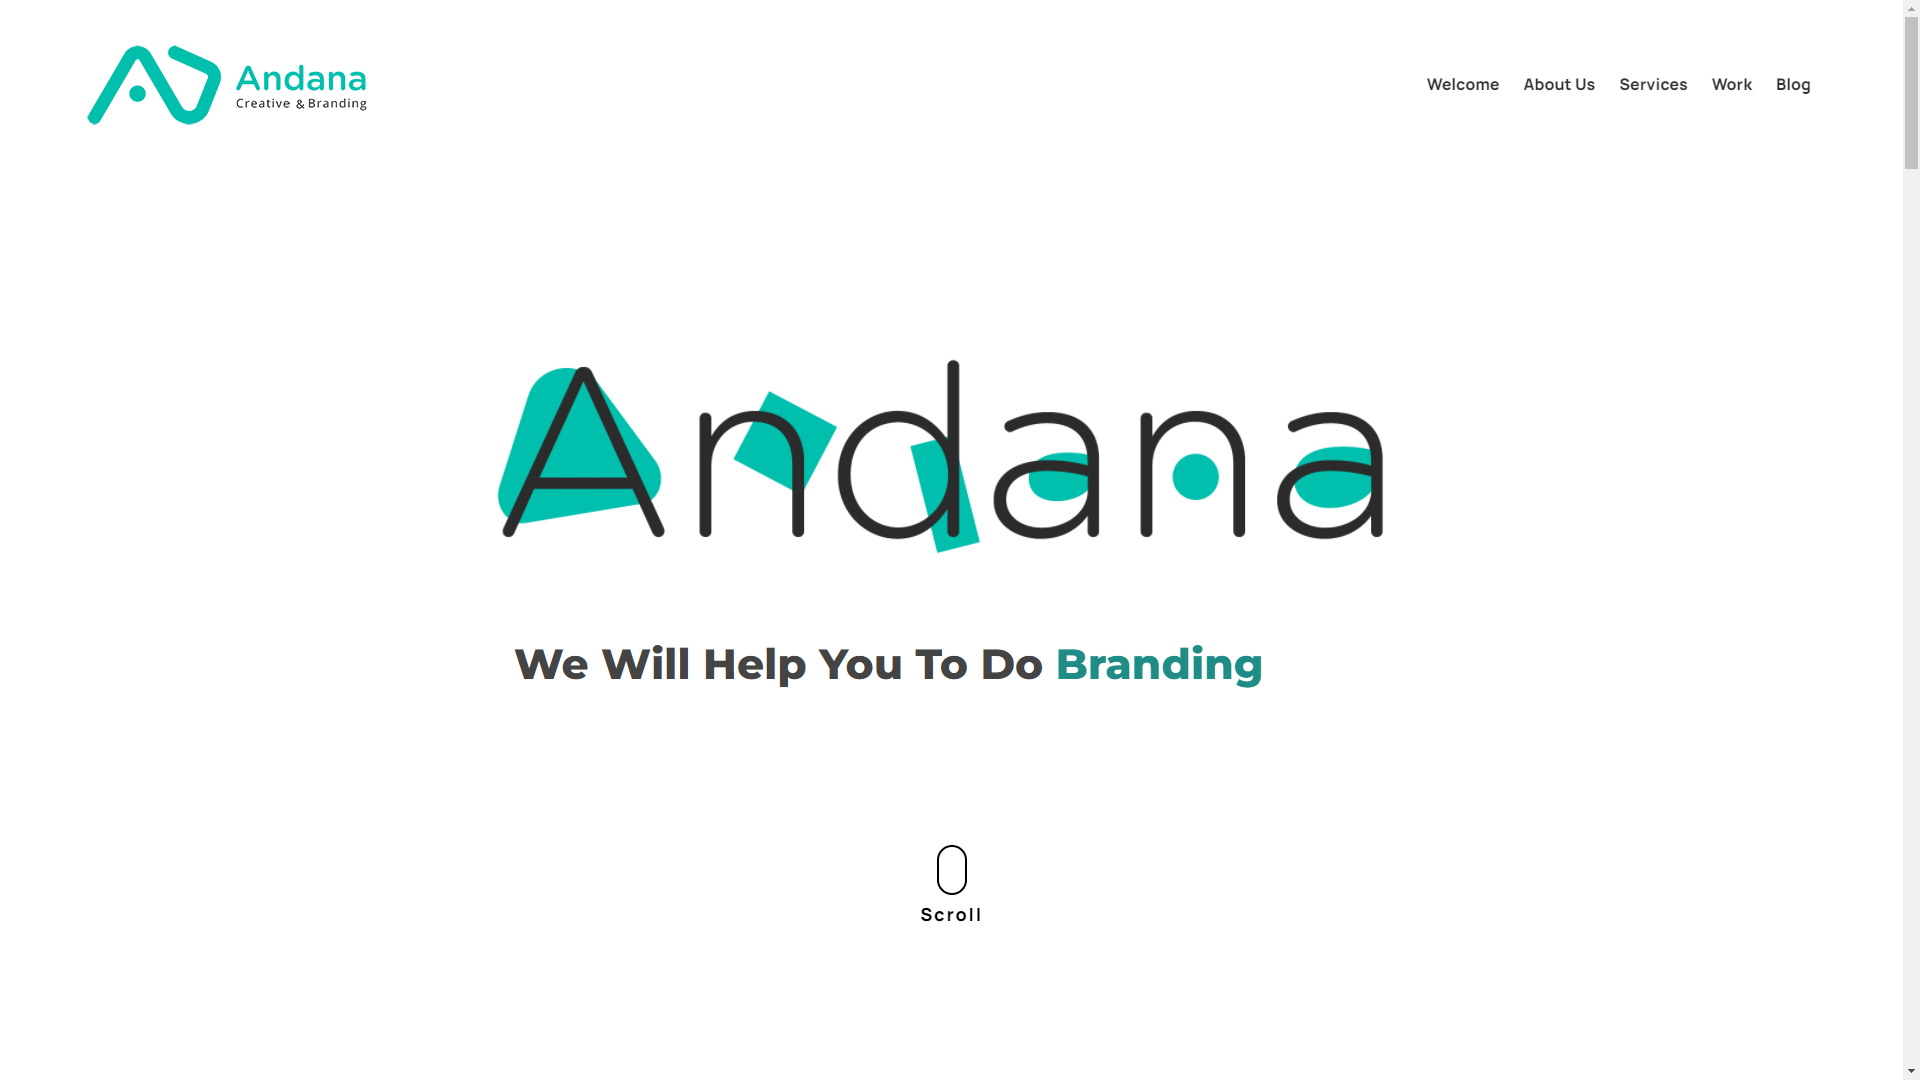 Andana
Creative & Branding
Welcome
About Us
Services
Work
Blog
Andana
We Will Help You To Do Branding
Scroll